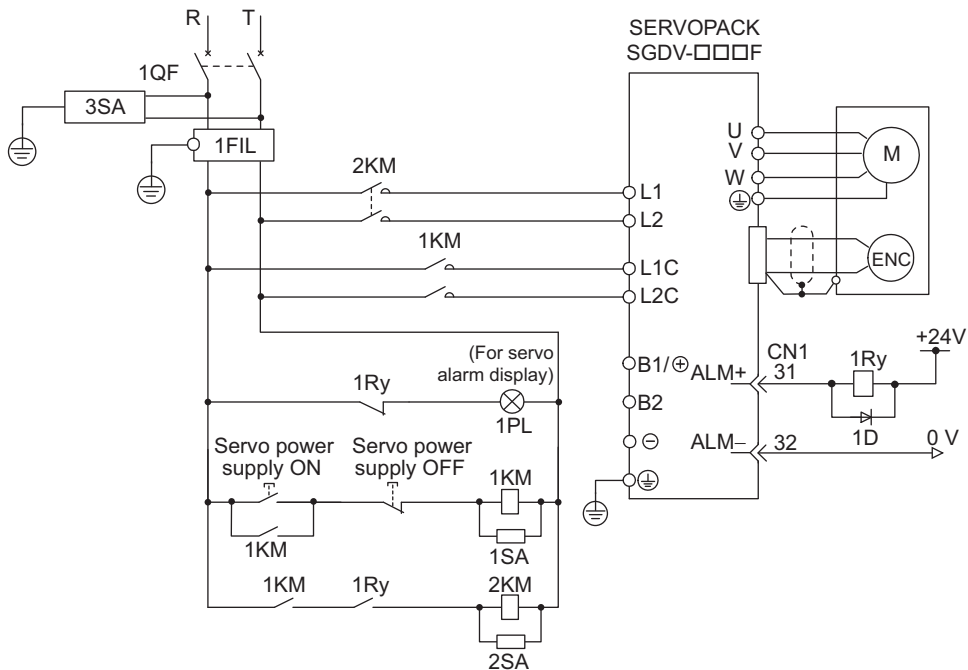 R T
SERVOPACK
SGDV-□□□F
1QF
3SA
1FIL
U
V
W
M
2KM
L1
L2
1KM
L1C
L2C
ENC
(For servo
alarm display)
1Ry
1PL
B1/⊕
B2
⊖
ALM+
CN1
31
1Ry
+24V
1D
ALM−
32
0 V
Servo power
supply ON
Servo power
supply OFF
1KM
1KM
1SA
1KM
1Ry
2KM
2SA